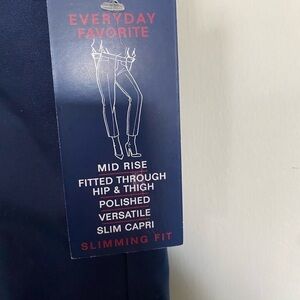 EVERYDAY
FAVORITE
MID RISE
FITTED THROUGH
HIP & THIGH
POLISHED
VERSATILE
SLIM CAPRI
SLIMMING FIT